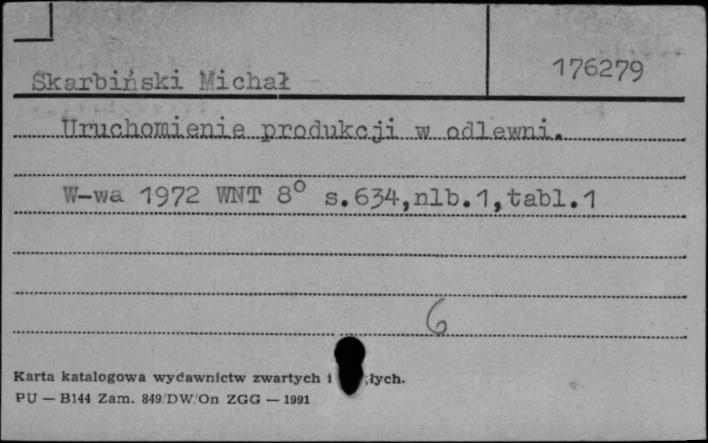 Skarbiński Michał
176279
Uruchomienie produkcji w odlewni.
W-wa 1972 WNT 8° s.634,nlb.1,tabl.1
6
Karta katalogowa wydawnictw zwartych i łych.
PU — B144 Zam. 849/DW/On ZGG — 1991